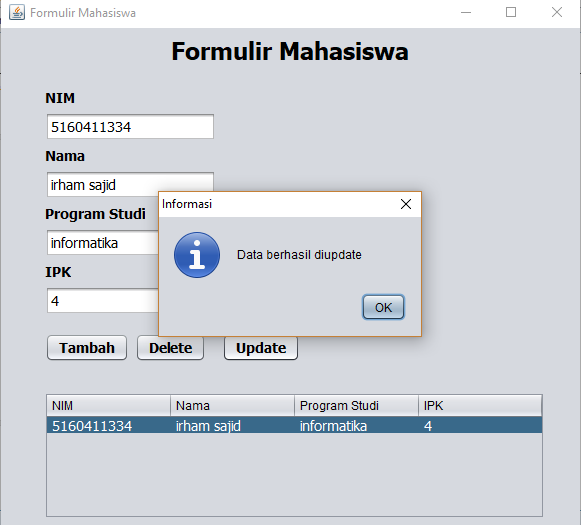 Formulir Mahasiswa
Formulir Mahasiswa
NIM
5160411334
Nama
irham sajid
Program Studi
informatika
IPK
4
Informasi
Data berhasil diupdate
OK
Tambah Delete Update
NIM Nama Program Studi IPK
5160411334 irham sajid informatika 4